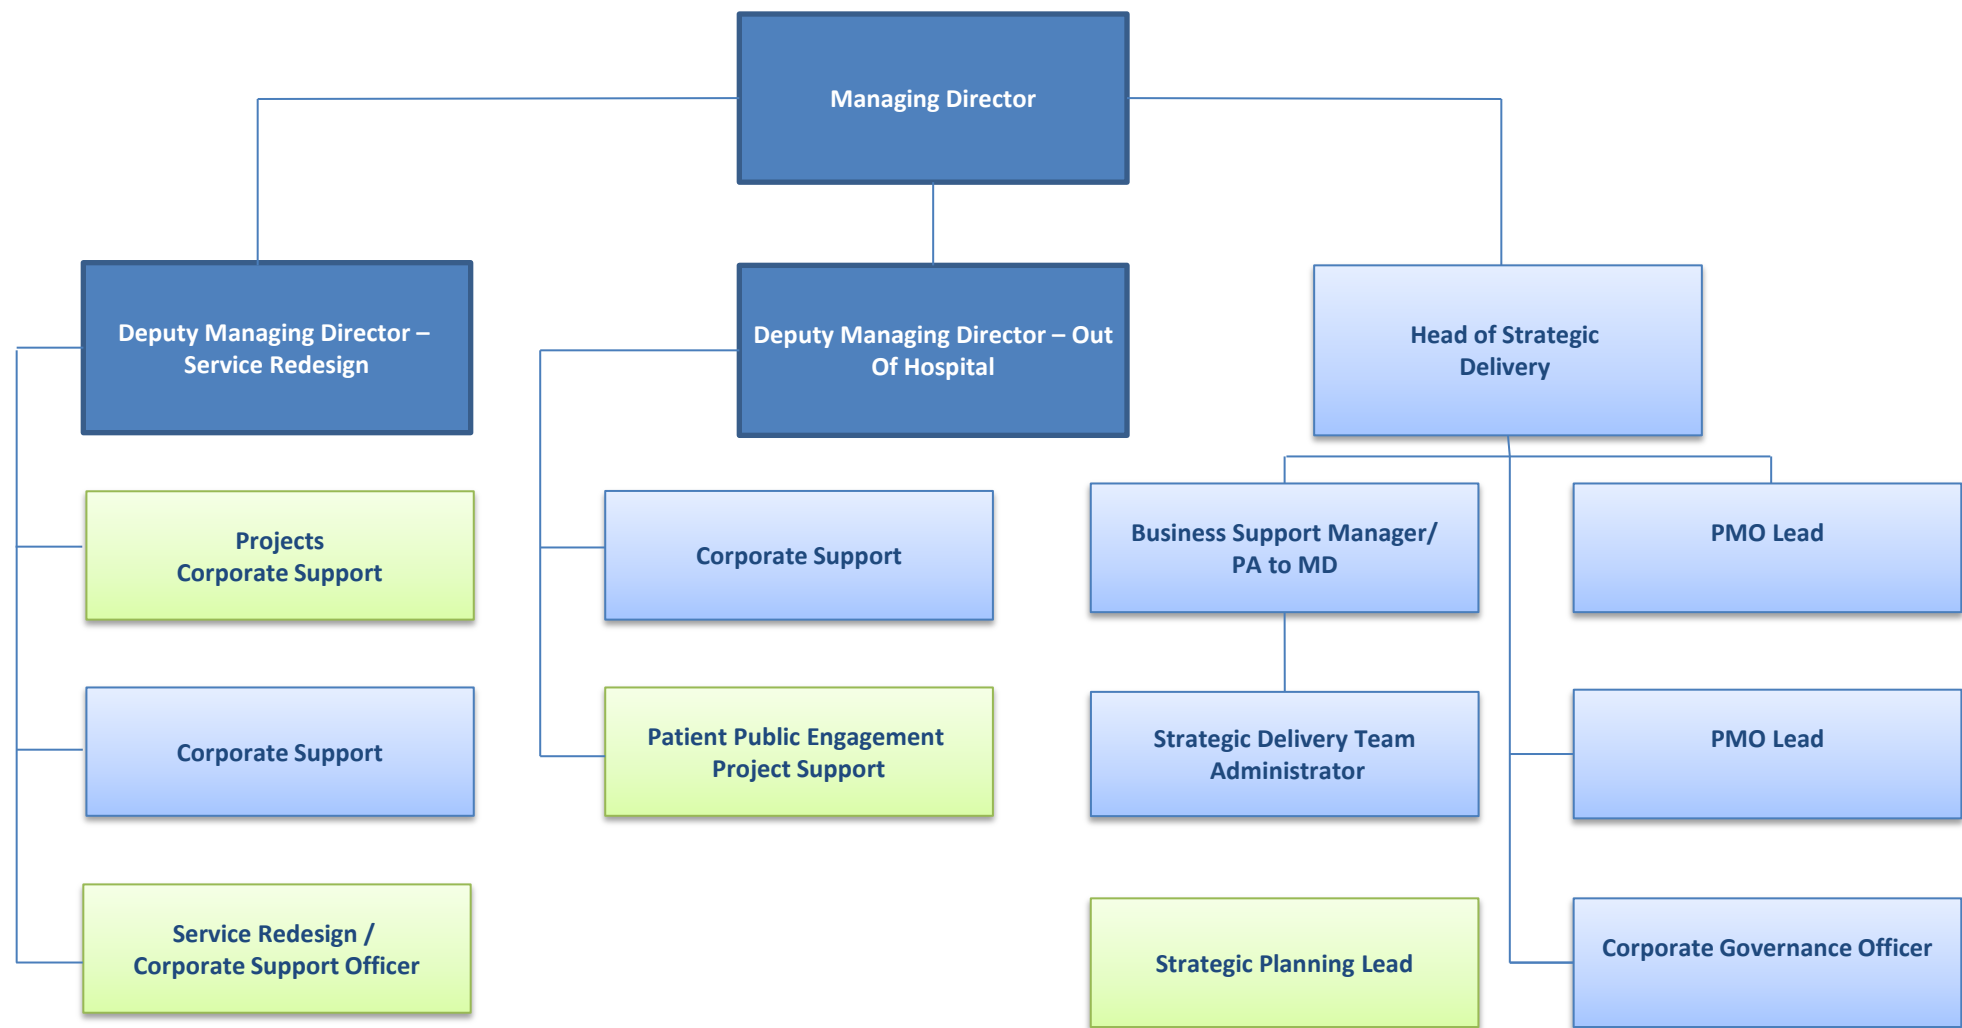 Managing Director
Deputy Managing Director –
Service Redesign
Deputy Managing Director – Out
Of Hospital
Head of Strategic
Delivery
Projects
Corporate Support
Corporate Support
Business Support Manager/
PA to MD
PMO Lead
Corporate Support
Patient Public Engagement
Project Support
Strategic Delivery Team
Administrator
PMO Lead
Service Redesign /
Corporate Support Officer
Strategic Planning Lead
Corporate Governance Officer